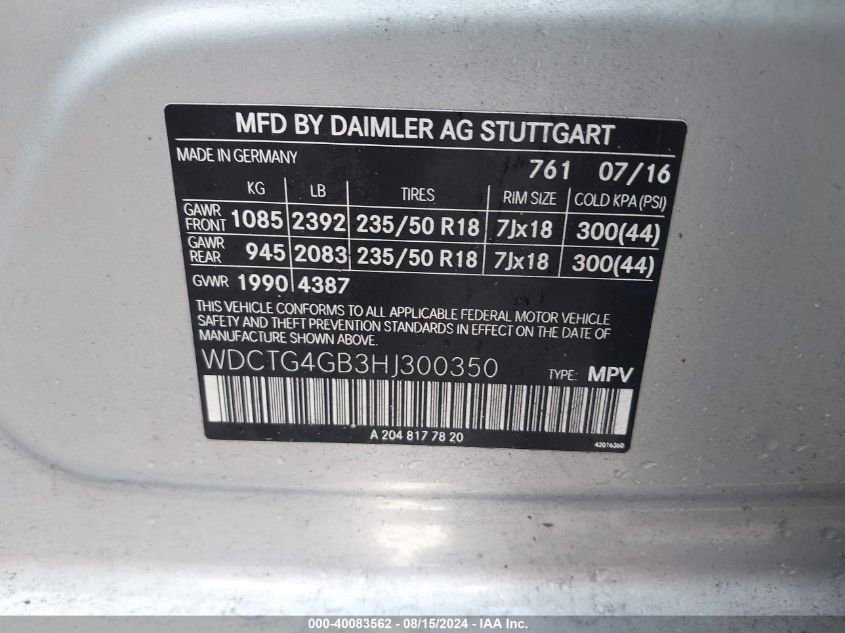 MFD BY DAIMLER AG STUTTGART
MADE IN GERMANY 761 07/16
KG LB TIRES RIM SIZE COLD KPA (PSI)
GAWR FRONT 1085 2392 235/50 R18 7Jx18 300(44)
GAWR REAR 945 2083 235/50 R18 7Jx18 300(44)
GVWR 1990 4387
THIS VEHICLE CONFORMS TO ALL APPLICABLE FEDERAL MOTOR VEHICLE
SAFETY AND THEFT PREVENTION STANDARDS IN EFFECT ON THE DATE OF
MANUFACTURE SHOWN ABOVE.
WDCTG4GB3HJ300350 TYPE: MPV
A 204 817 78 20 42016360
000-40083562 - 08/15/2024 - IAAI.COM